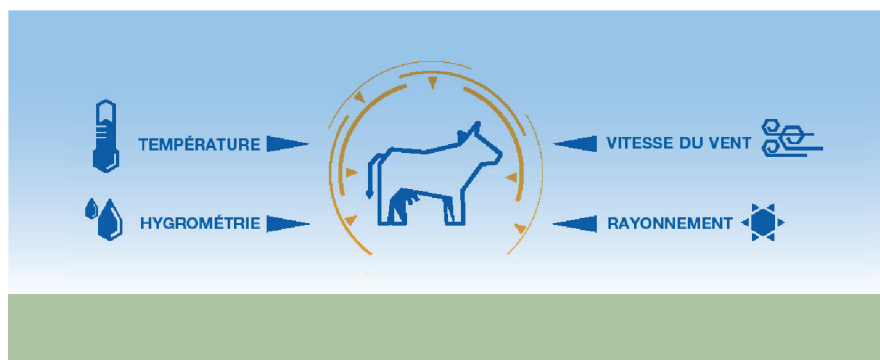 TEMPÉRATURE
VITESSE DU VENT
HYGROMÉTRIE
RAYONNEMENT